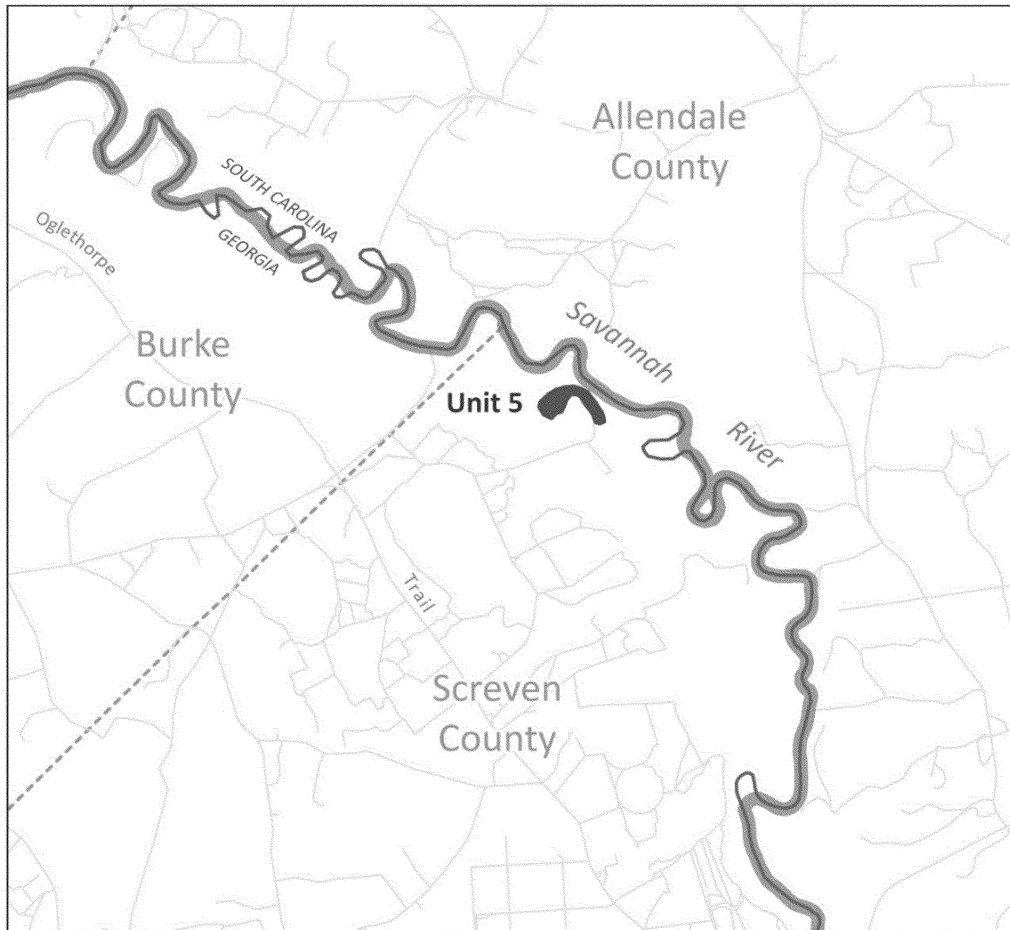 Allendale
County
SOUTH CAROLINA
GEORGIA
Oglethorpe
Savannah
Burke
County
Unit 5
River
Trail
Screven
County